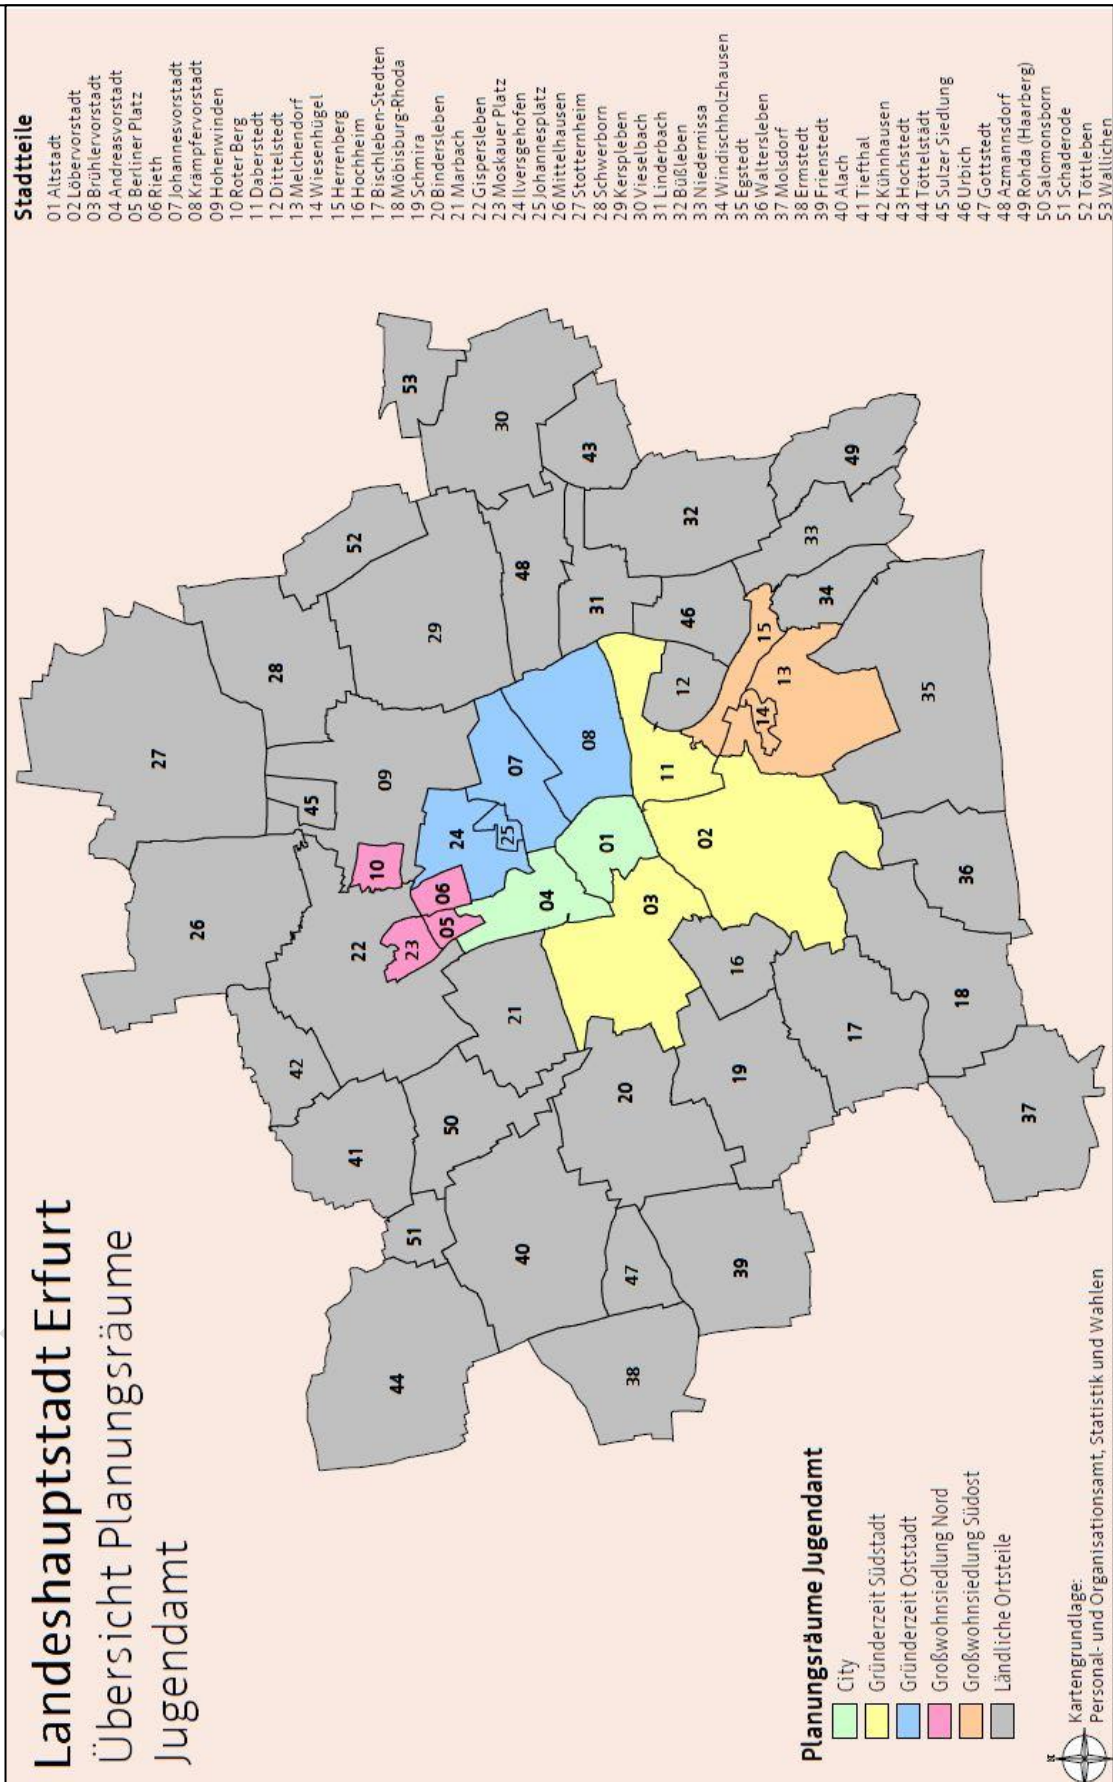 Landeshauptstadt Erfurt
Übersicht Planungsräume
Jugendamt
Stadtteile
01 Altstadt
02 Löbervorstadt
03 Brühlervorstadt
04 Andreasvorstadt
05 Berliner Platz
06 Rieth
07 Johannesvorstadt
08 Krämpfervorstadt
09 Hohenwinden
10 Roter Berg
11 Daberstedt
12 Dittelstedt
13 Melchendorf
14 Wiesenhügel
15 Herrenberg
16 Hochheim
17 Bischleben-Stedten
18 Möbisburg-Rhoda
19 Schmira
20 Bindersleben
21 Marbach
22 Gispersleben
23 Moskauer Platz
24 Ilversgehofen
25 Johannesplatz
26 Mittelhausen
27 Stotternheim
28 Schwerborn
29 Kerspleben
30 Vieselbach
31 Linderbach
32 Büßleben
33 Niedernissa
34 Windischholzhausen
35 Egstedt
36 Waltersleben
37 Molsdorf
38 Ermstedt
39 Frienstedt
40 Alach
41 Tiefthal
42 Kühnhausen
43 Hochstedt
44 Töttelstädt
45 Sulzer Siedlung
46 Urbich
47 Gottstedt
48 Azmannsdorf
49 Rohda (Haarberg)
50 Salomonsborn
51 Schaderode
52 Töttleben
53 Wallichen
27
26
28
53
52
45
09
30
29
10
22
42
24
06
05
23
25
07
43
48
41
50
21
04
01
08
31
32
49
51
44
40
20
03
02
11
12
46
33
15
34
14
13
47
38
39
19
16
35
17
18
36
37
Planungsräume Jugendamt
City
Gründerzeit Südstadt
Gründerzeit Oststadt
Großwohnsiedlung Nord
Großwohnsiedlung Südost
Ländliche Ortsteile
N
Kartengrundlage:
Personal- und Organisationsamt, Statistik und Wahlen